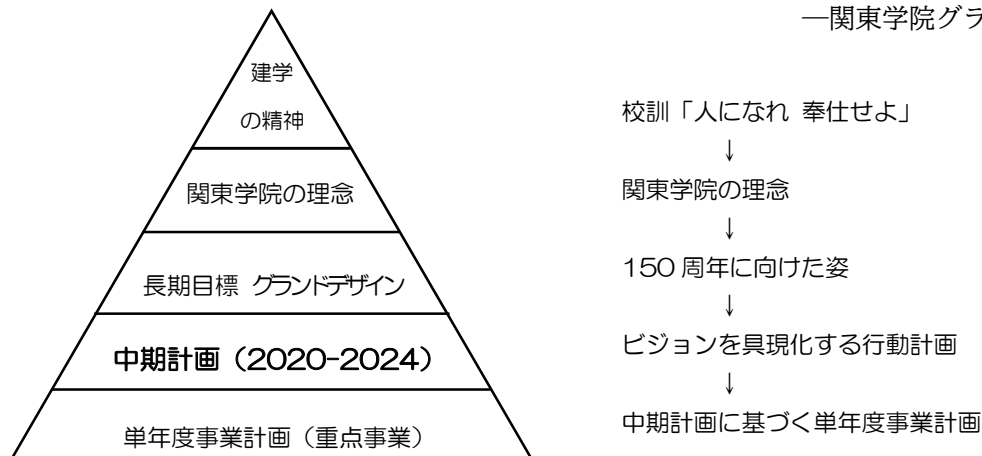 ―関東学院グラ
建学
の精神
関東学院の理念
長期目標 グランドデザイン
中期計画（2020-2024）
単年度事業計画（重点事業）
校訓「人になれ 奉仕せよ」
↓
関東学院の理念
↓
150 周年に向けた姿
↓
ビジョンを具現化する行動計画
↓
中期計画に基づく単年度事業計画